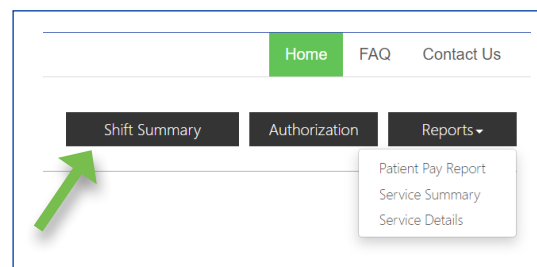 Home FAQ Contact Us
Shift Summary Authorization Reports
Patient Pay Report
Service Summary
Service Details